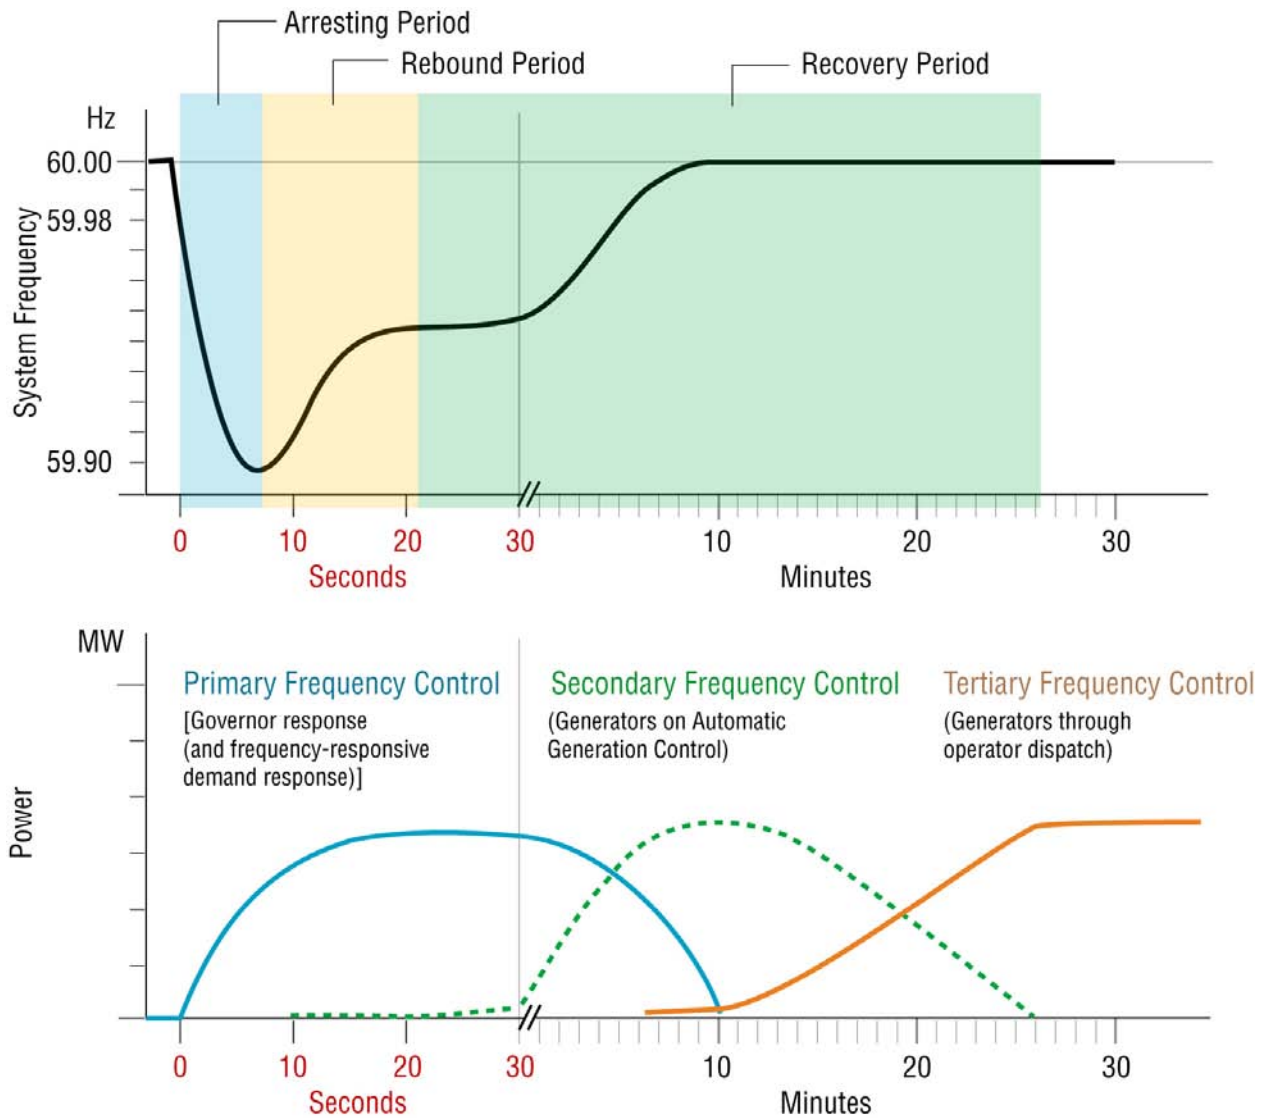 Arresting Period
Rebound Period
Recovery Period
Hz
60.00
59.98
59.90
System Frequency
0 10 20 30 10 20 30
Seconds Minutes
MW
Primary Frequency Control
[Governor response
(and frequency-responsive
demand response)]
Secondary Frequency Control
(Generators on Automatic
Generation Control)
Tertiary Frequency Control
(Generators through
operator dispatch)
Power
0 10 20 30 10 20 30
Seconds Minutes